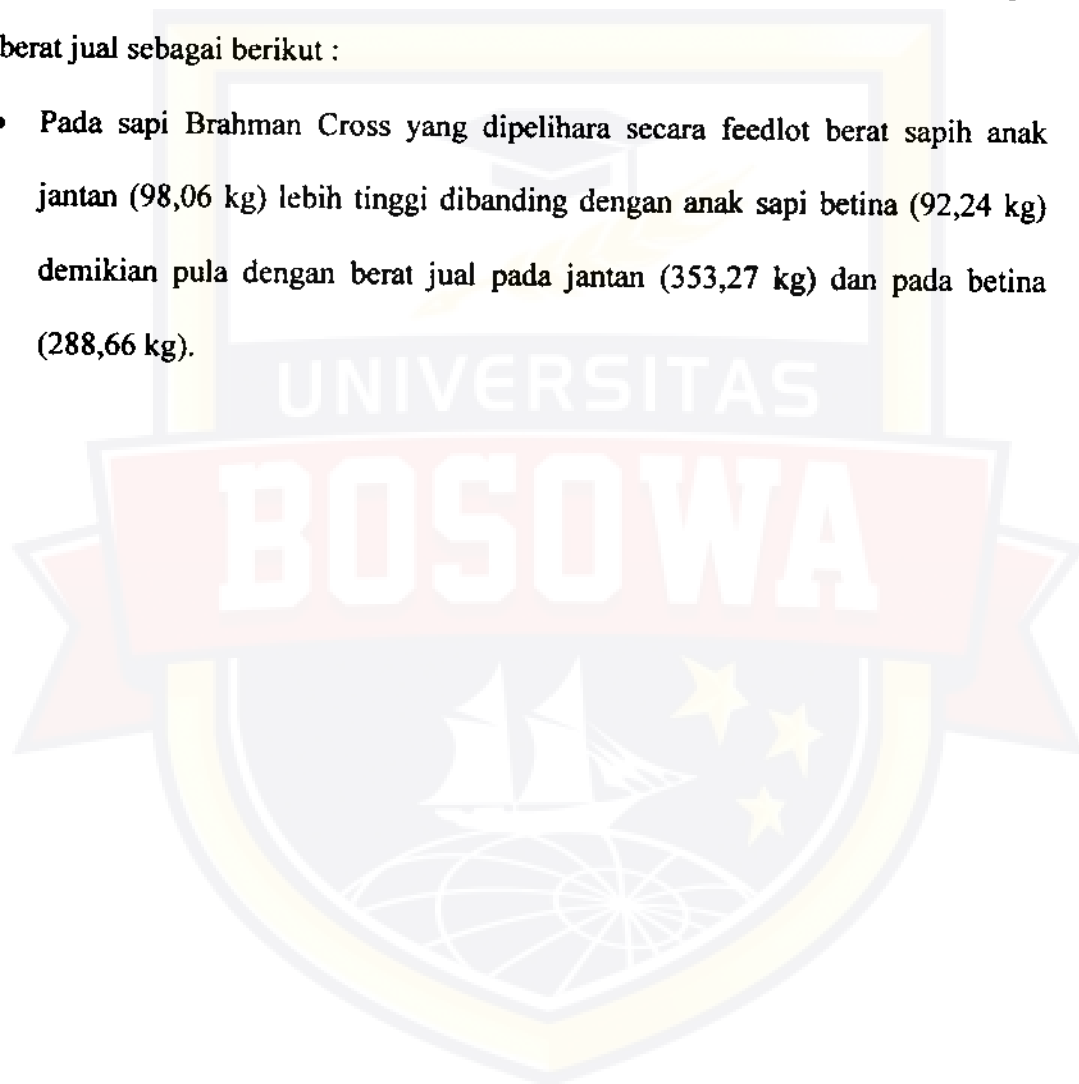 berat jual sebagai berikut :
• Pada sapi Brahman Cross yang dipelihara secara feedlot berat sapih anak
jantan (98,06 kg) lebih tinggi dibanding dengan anak sapi betina (92,24 kg)
demikian pula dengan berat jual pada jantan (353,27 kg) dan pada betina
(288,66 kg).
UNIVERSITAS
BOSOWA